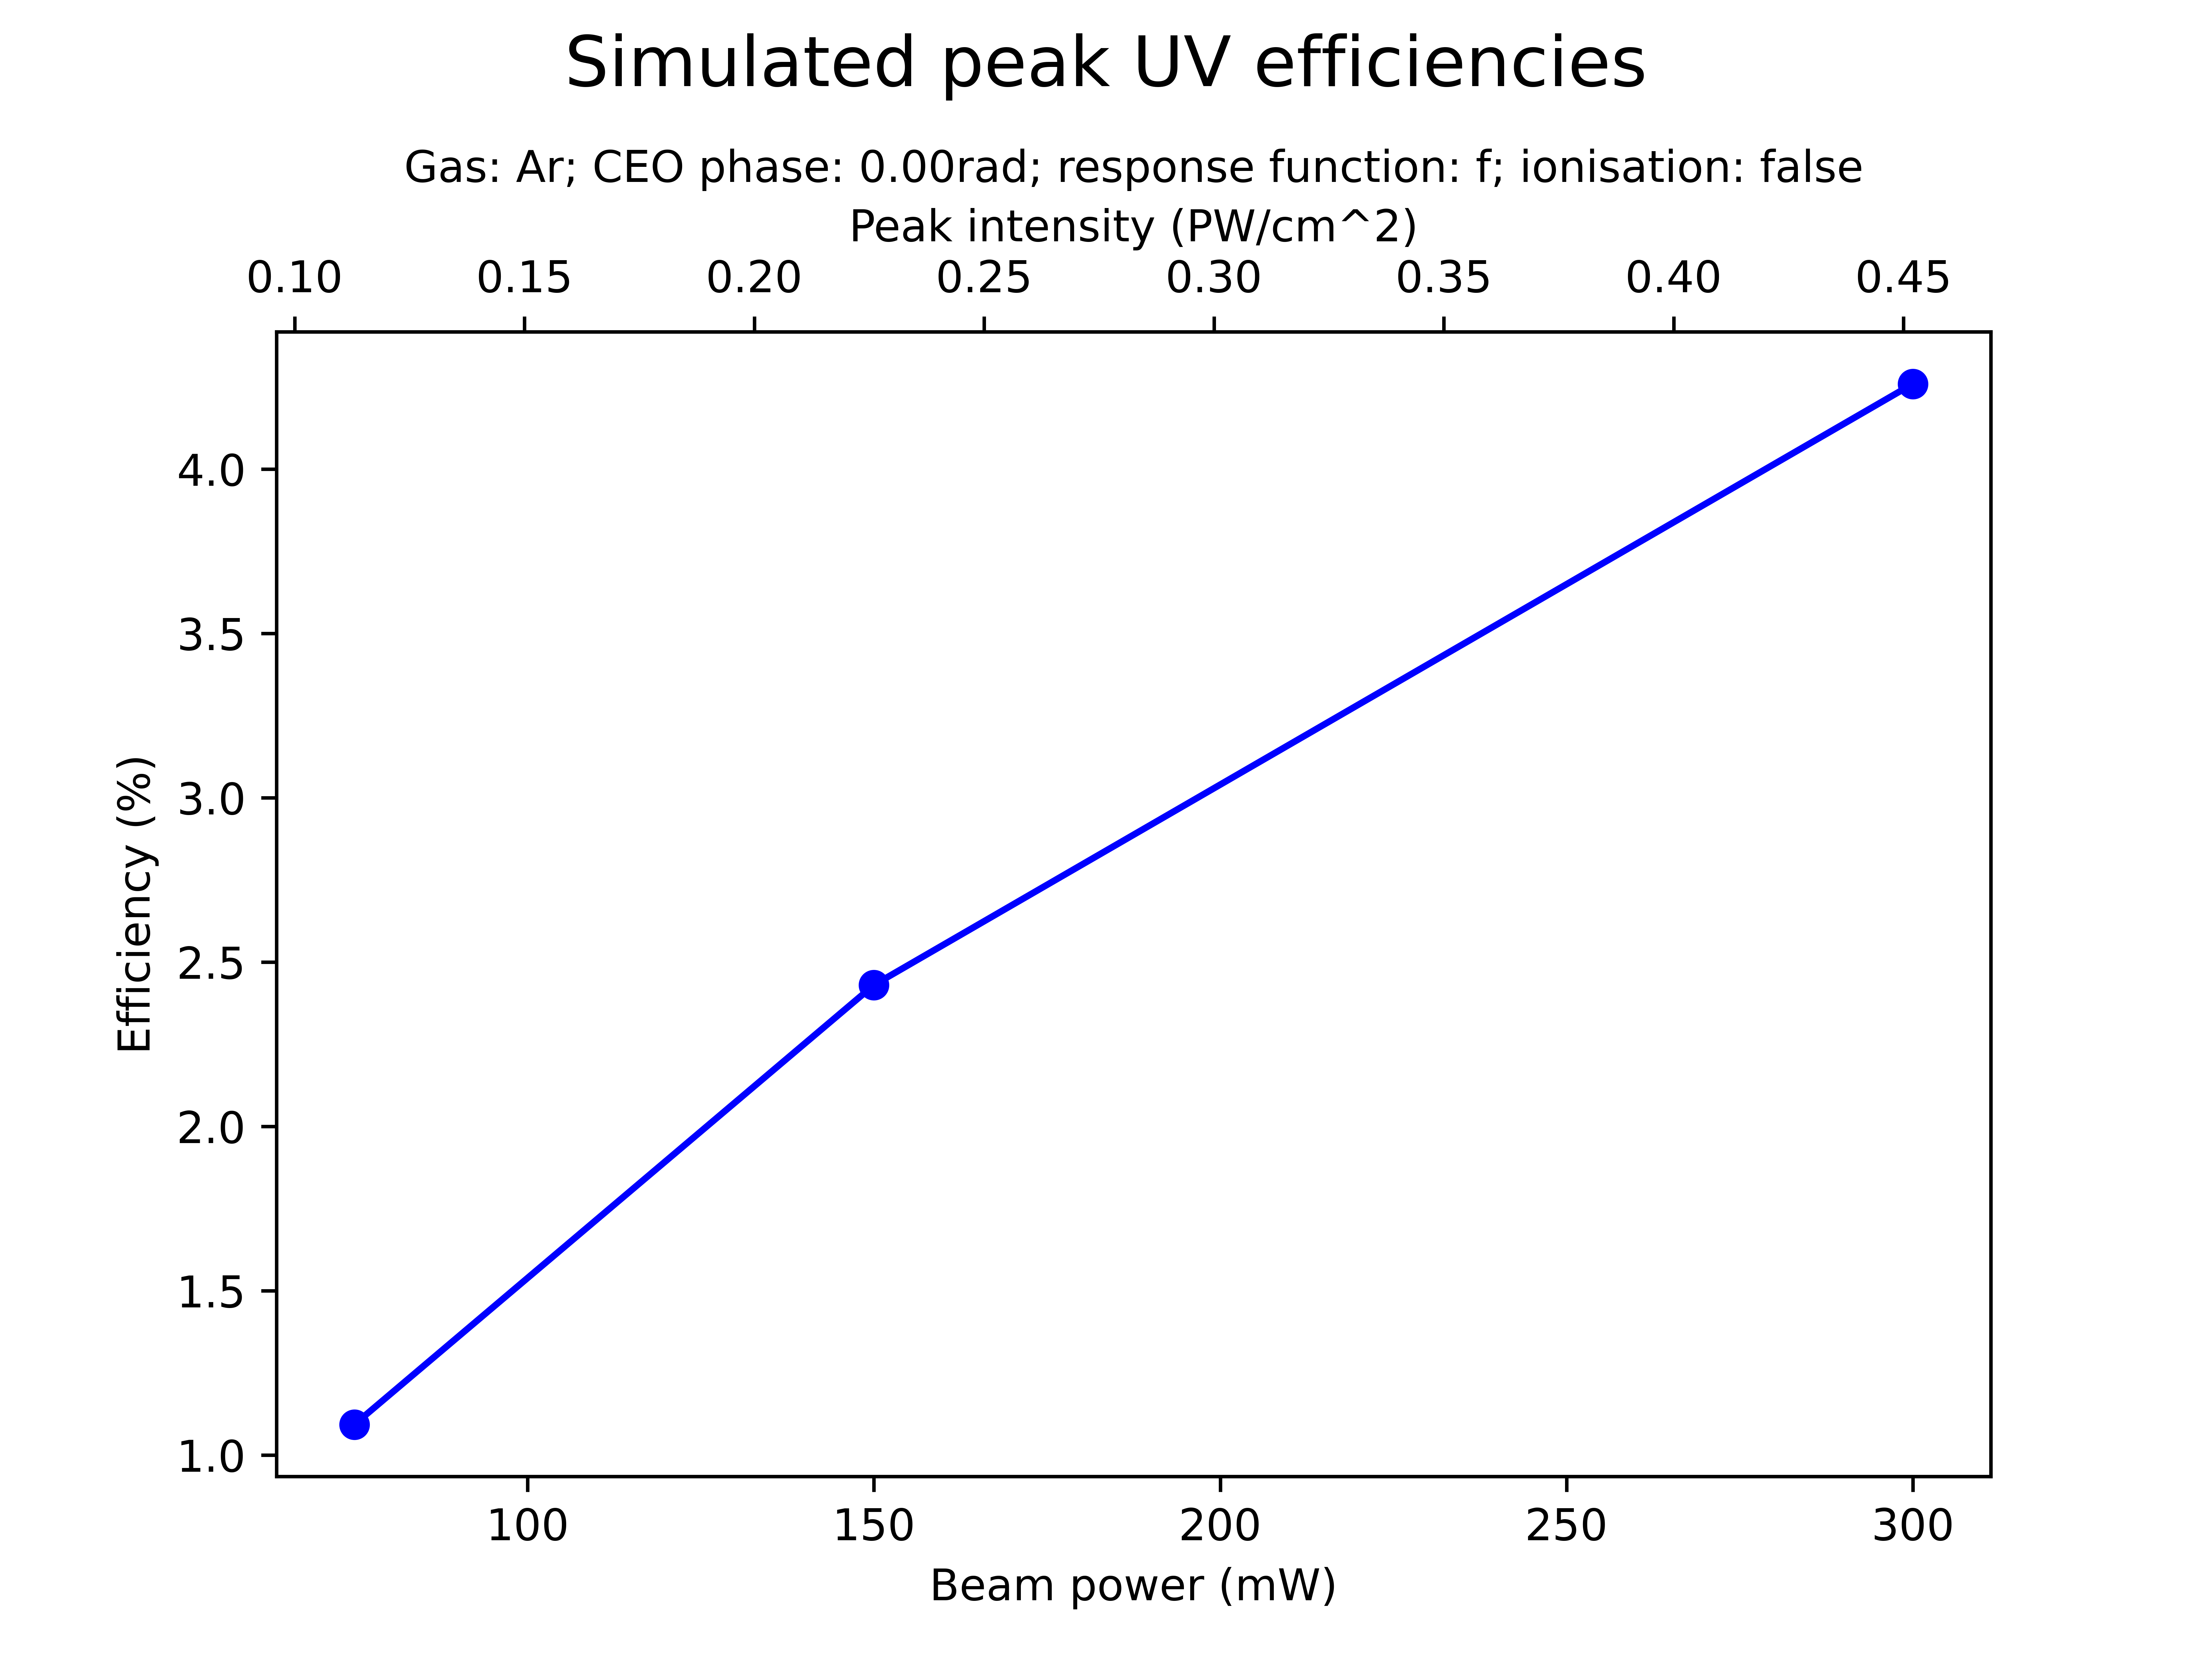 Simulated peak UV efficiencies
Gas: Ar; CEO phase: 0.00rad; response function: f; ionisation: false
Peak intensity (PW/cm^2)
0.10 0.15 0.20 0.25 0.30 0.35 0.40 0.45
4.0
3.5
3.0
2.5
2.0
1.5
1.0
Efficiency (%)
100 150 200 250 300
Beam power (mW)